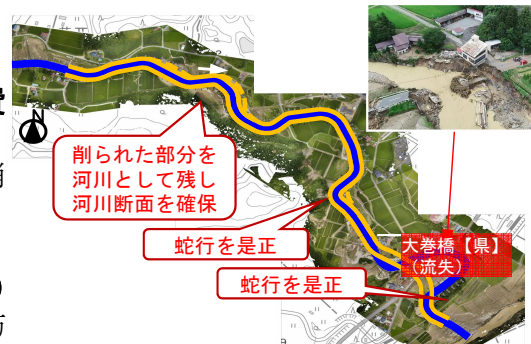 N
削られた部分を
河川として残し
河川断面を確保
蛇行を是正
大巻橋【県】
(流失)
蛇行を是正